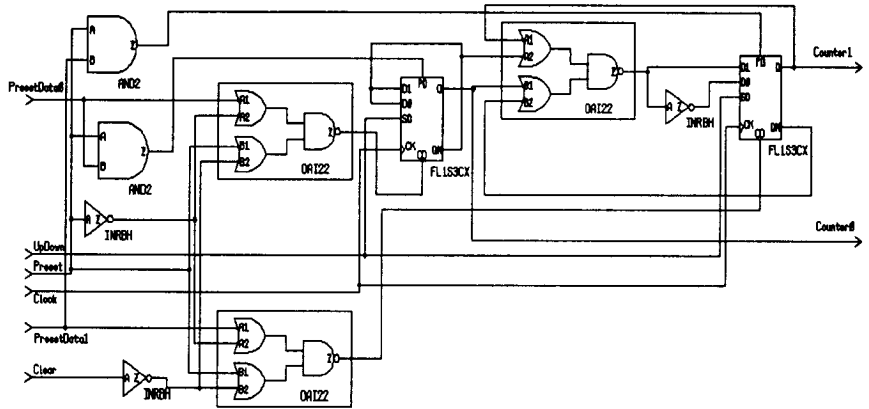 A
B
Z
AND2
PresetData0
A
B
Z
AND2
A Z
INRBH
UpDown
Preset
Clock
PresetData1
Clear
A Z
INRBH
A1
A2
B1
B2
Z
OAI22
A1
A2
B1
B2
Z
OAI22
D1
D0
SD
CK
PD
CD
Q
QN
FL1S3CX
A1
A2
B1
B2
Z
OAI22
A Z
INRBH
D1
D0
SD
CK
PD
CD
Q
QN
FL1S3CX
Counter1
Counter0